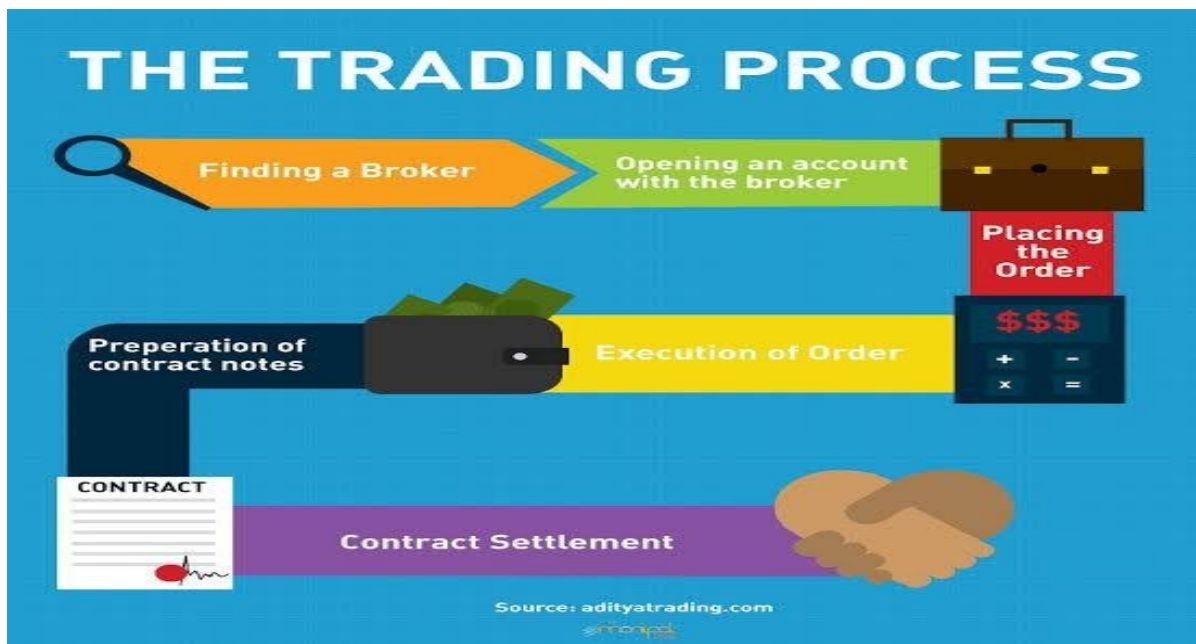 THE TRADING PROCESS
Finding a Broker
Opening an account
with the broker
Placing
the
Order
$$$
+ -
x =
Execution of Order
Preperation of
contract notes
CONTRACT
Contract Settlement
Source: adityatrading.com